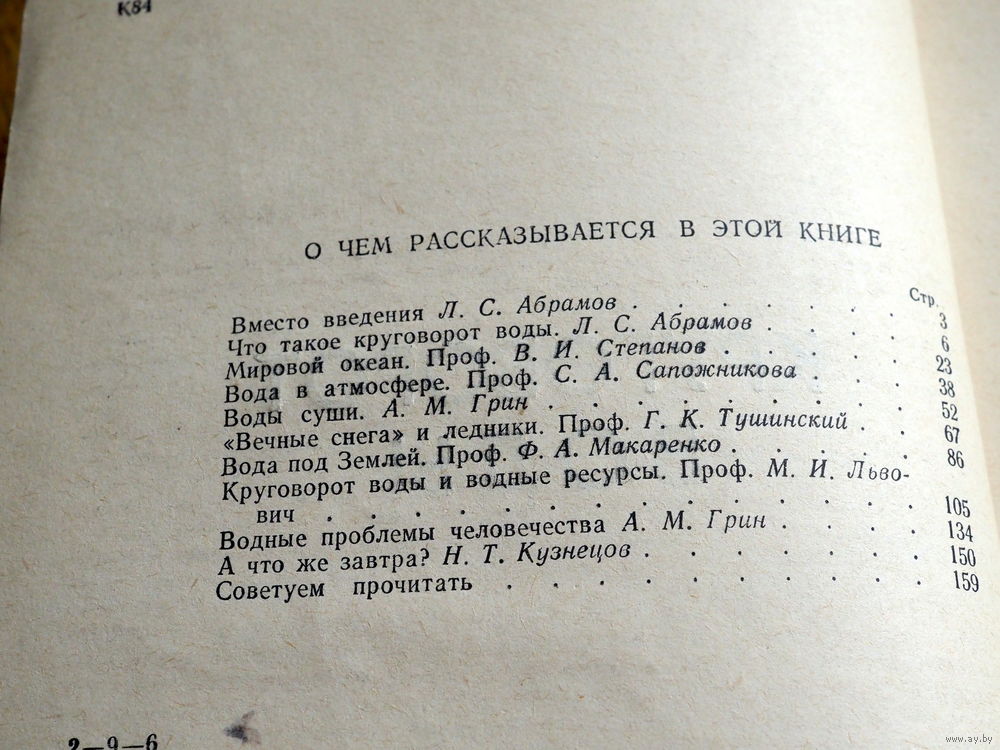 К84
О ЧЕМ РАССКАЗЫВАЕТСЯ В ЭТОЙ КНИГЕ
Стр.
Вместо введения Л. С. Абрамов . . . . . . . 3
Что такое круговорот воды. Л. С. Абрамов . . . . 6
Мировой океан. Проф. В. И. Степанов . . . . . 23
Вода в атмосфере. Проф. С. А. Сапожникова . . . 38
Воды суши. А. М. Грин . . . . . . . . 52
«Вечные снега» и ледники. Проф. Г. К. Тушинский . . 67
Вода под Землей. Проф. Ф. А. Макаренко . . . . . 86
Круговорот воды и водные ресурсы. Проф. М. И. Льво-
вич . . . . . . . . . . . . 105
Водные проблемы человечества А. М. Грин . . . . 134
А что же завтра? Н. Т. Кузнецов . . . . . . 150
Советуем прочитать . . . . . . . . . 159
2—9—6
www.ay.by